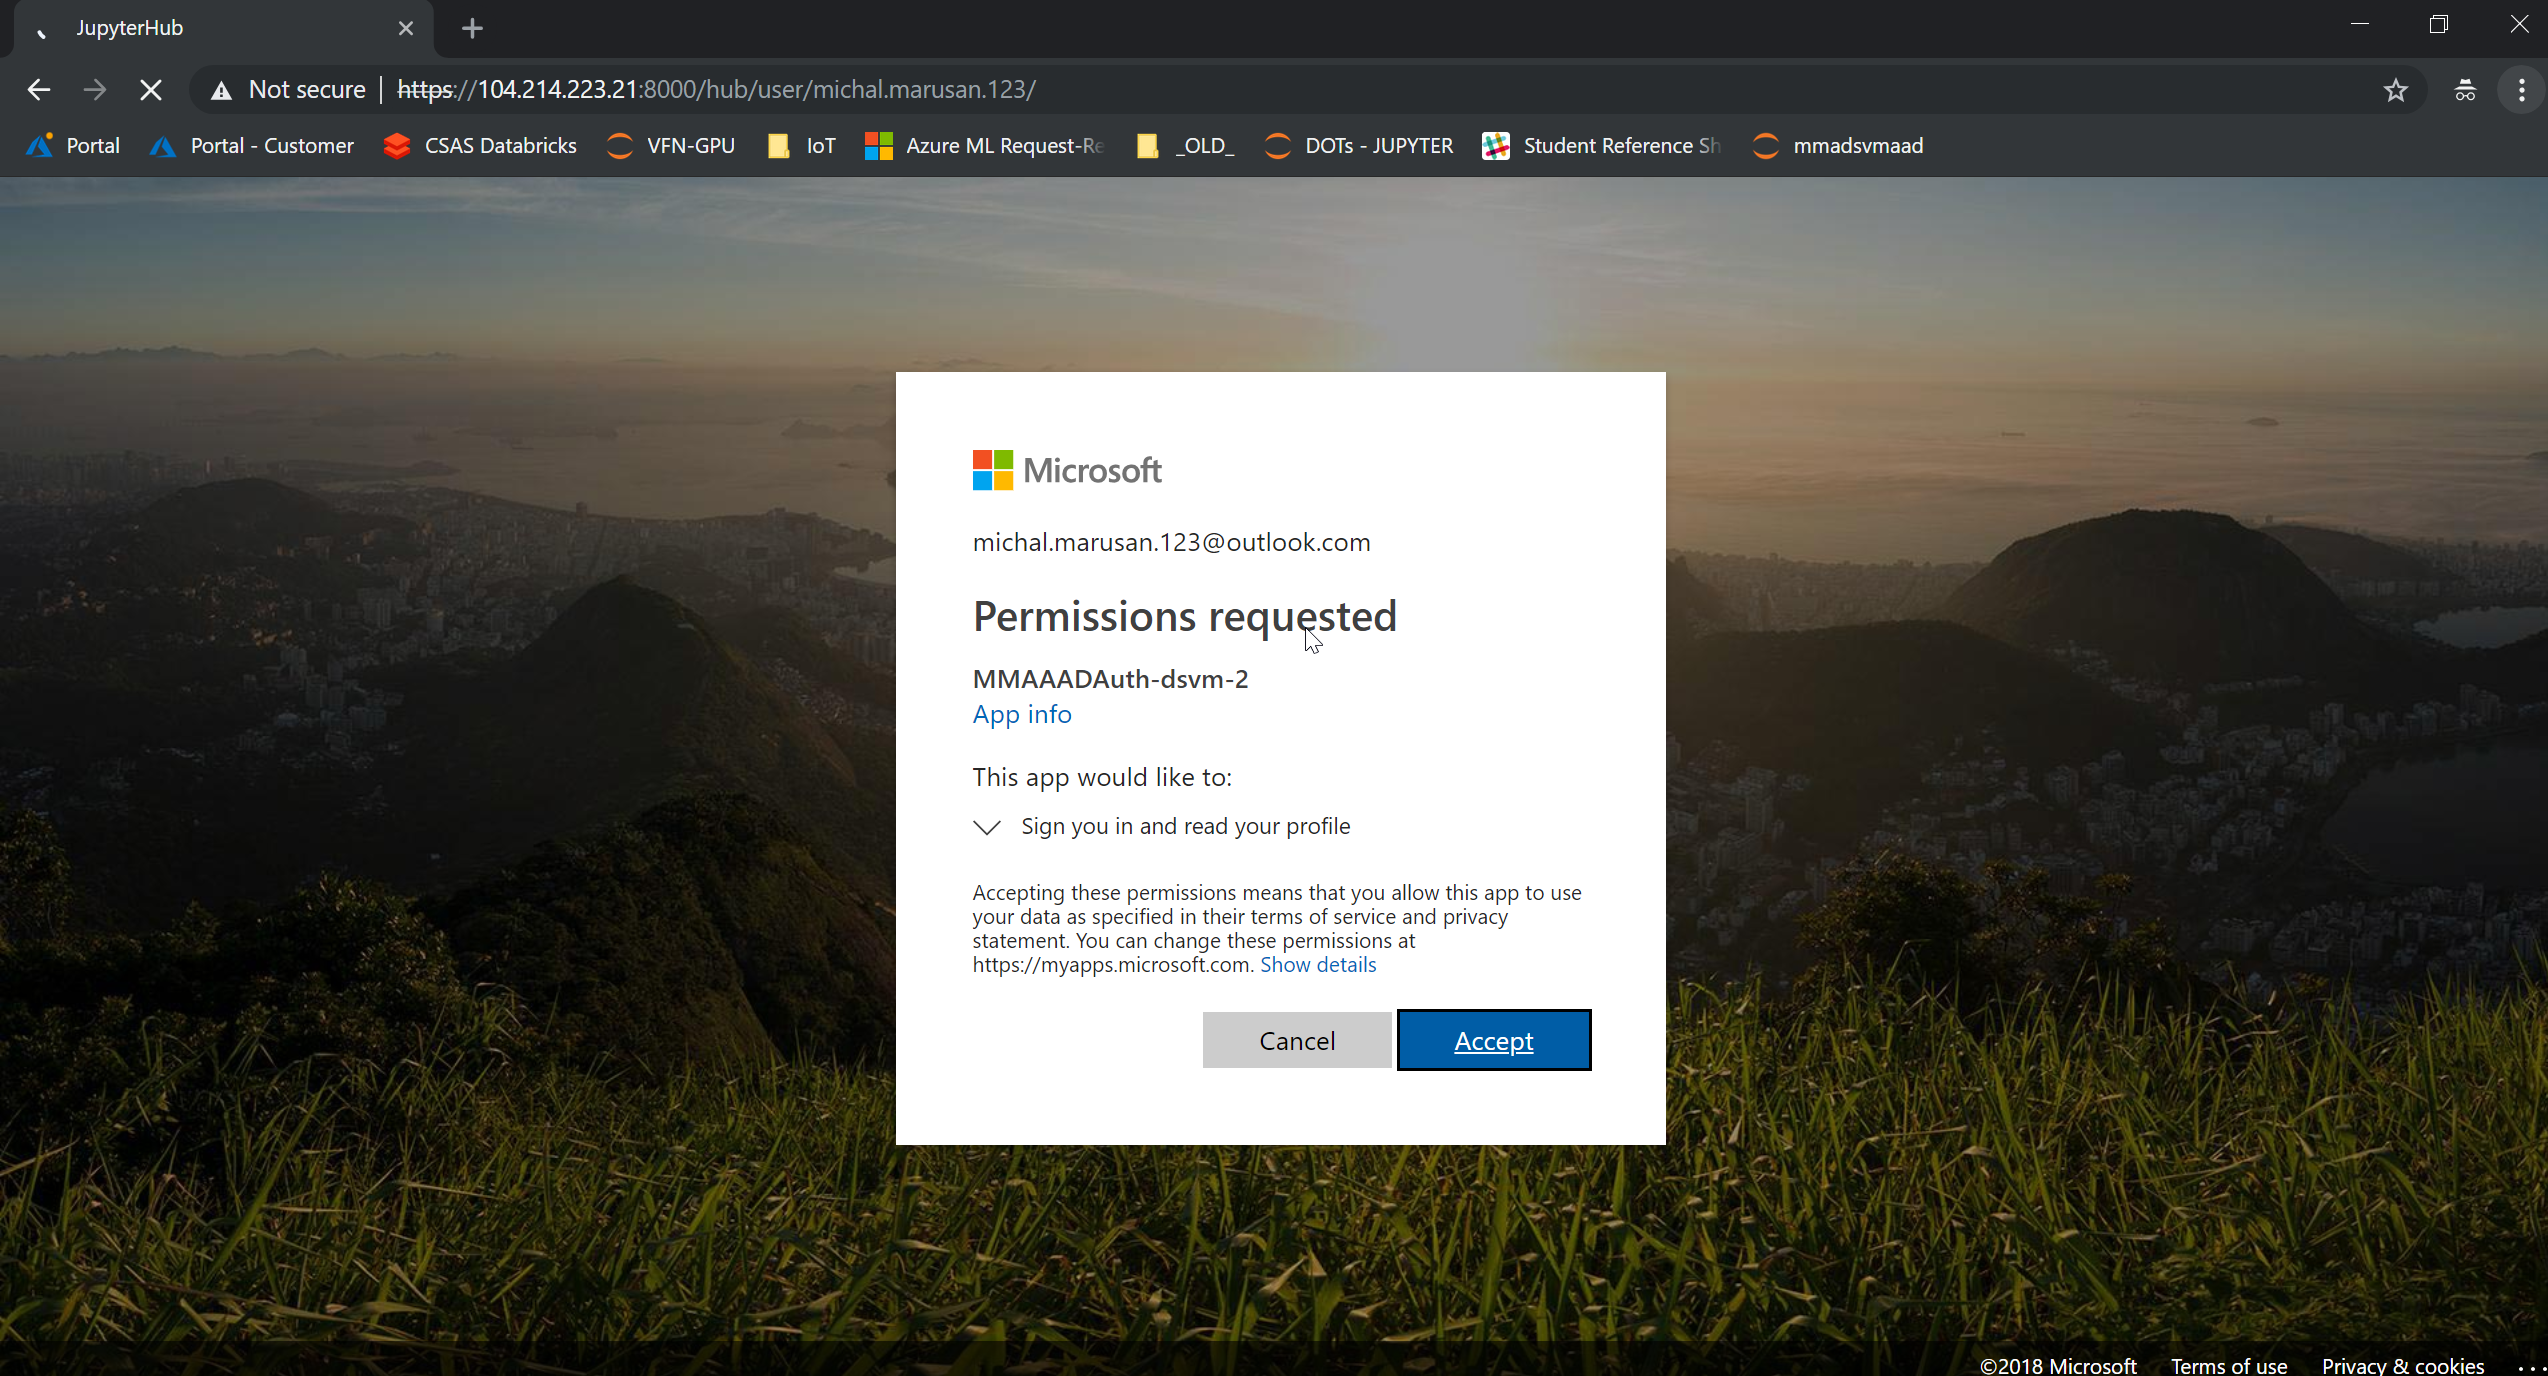 JupyterHub
Not secure https://104.214.223.21:8000/hub/user/michal.marusan.123/
Portal Portal - Customer CSAS Databricks VFN-GPU IoT Azure ML Request-Re _OLD_ DOTs - JUPYTER Student Reference Sh mmadsvmaad
Microsoft
michal.marusan.123@outlook.com
Permissions requested
MMAAADAuth-dsvm-2
App info
This app would like to:
Sign you in and read your profile
Accepting these permissions means that you allow this app to use
your data as specified in their terms of service and privacy
statement. You can change these permissions at
https://myapps.microsoft.com. Show details
Cancel Accept
©2018 Microsoft Terms of use Privacy & cookies ...